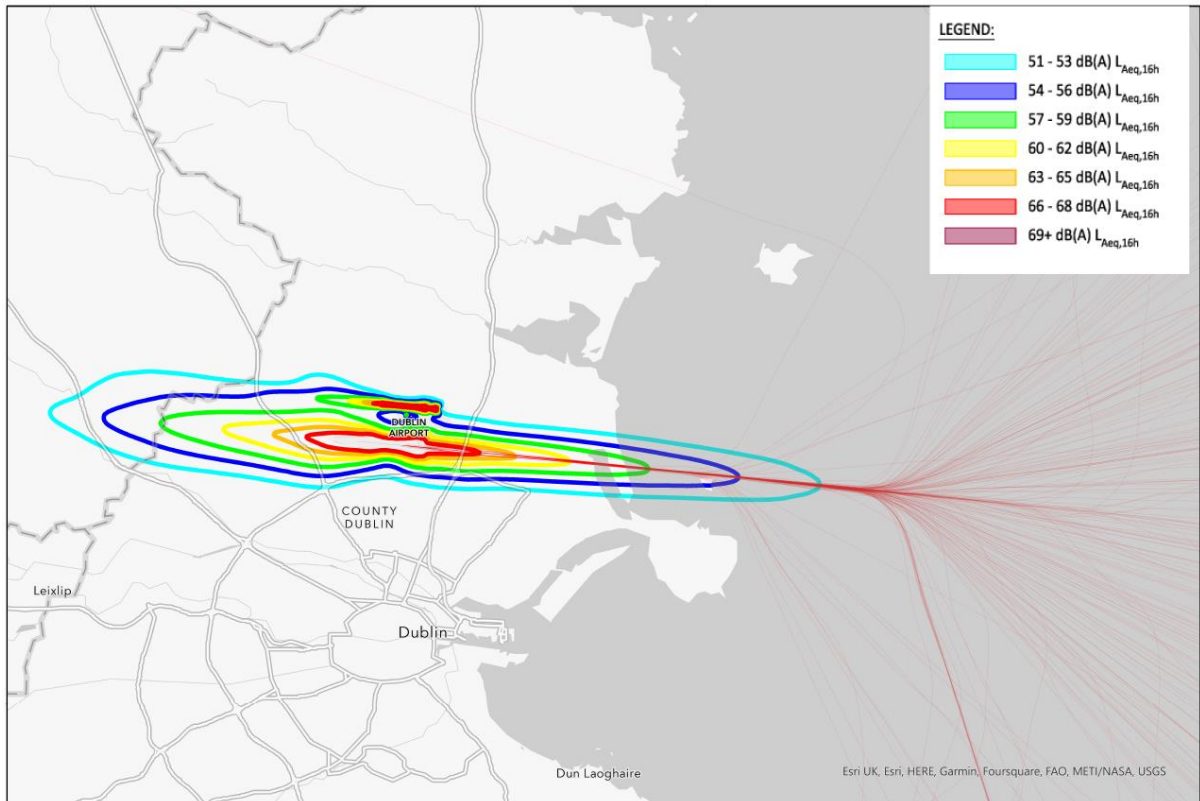 LEGEND:
51 - 53 dB(A) LAeq,16h
54 - 56 dB(A) LAeq,16h
57 - 59 dB(A) LAeq,16h
60 - 62 dB(A) LAeq,16h
63 - 65 dB(A) LAeq,16h
66 - 68 dB(A) LAeq,16h
69+ dB(A) LAeq,16h
DUBLIN
AIRPORT
COUNTY
DUBLIN
Leixlip
Dublin
Dun Laoghaire
Esri UK, Esri, HERE, Garmin, Foursquare, FAO, METI/NASA, USGS